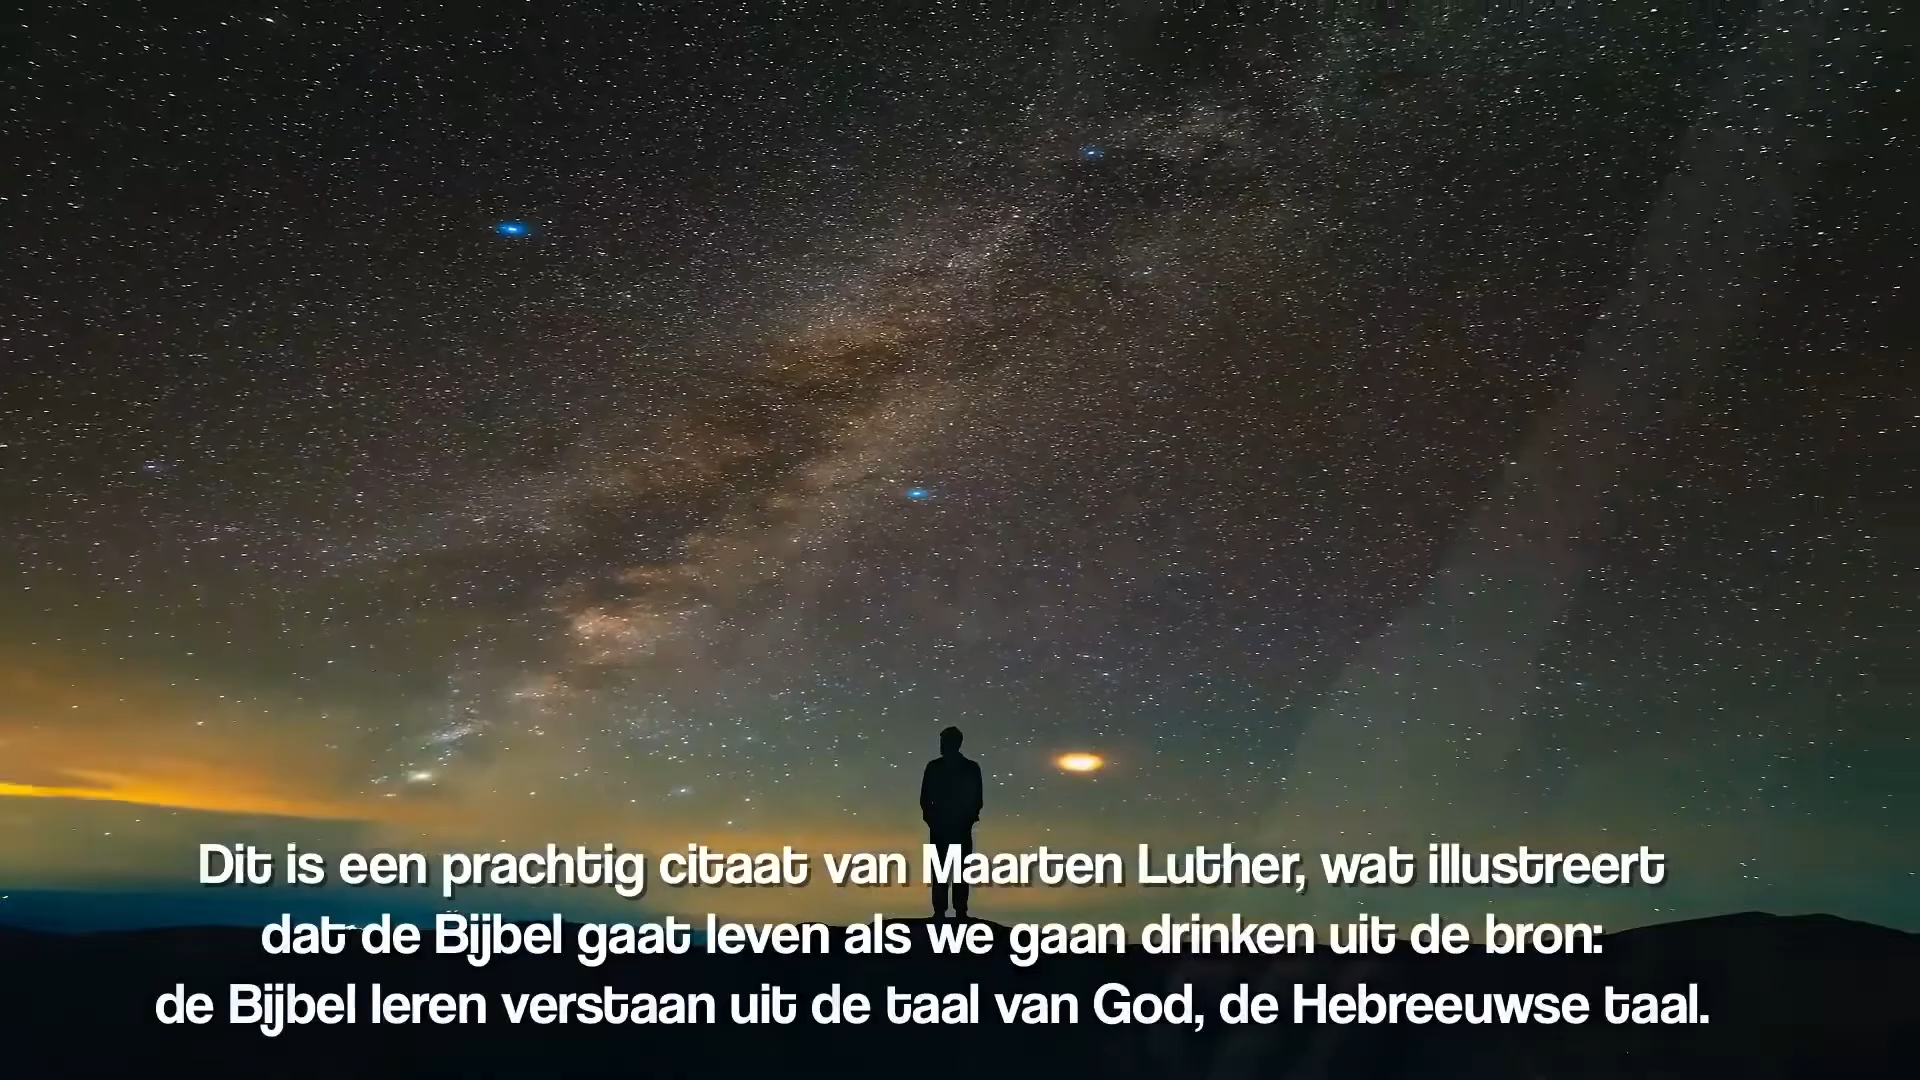 Dit is een prachtig citaat van Maarten Luther, wat illustreert
dat de Bijbel gaat leven als we gaan drinken uit de bron:
de Bijbel leren verstaan uit de taal van God, de Hebreeuwse taal.